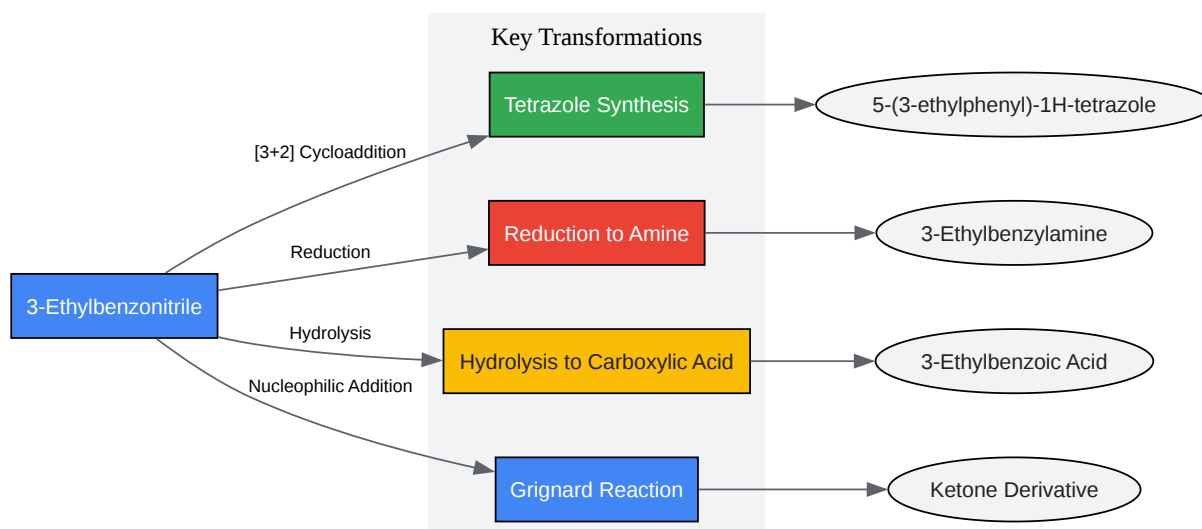 Key Transformations
Tetrazole Synthesis
5-(3-ethylphenyl)-1H-tetrazole
[3+2] Cycloaddition
Reduction to Amine
3-Ethylbenzylamine
Reduction
3-Ethylbenzonitrile
Hydrolysis
Hydrolysis to Carboxylic Acid
3-Ethylbenzoic Acid
Nucleophilic Addition
Grignard Reaction
Ketone Derivative